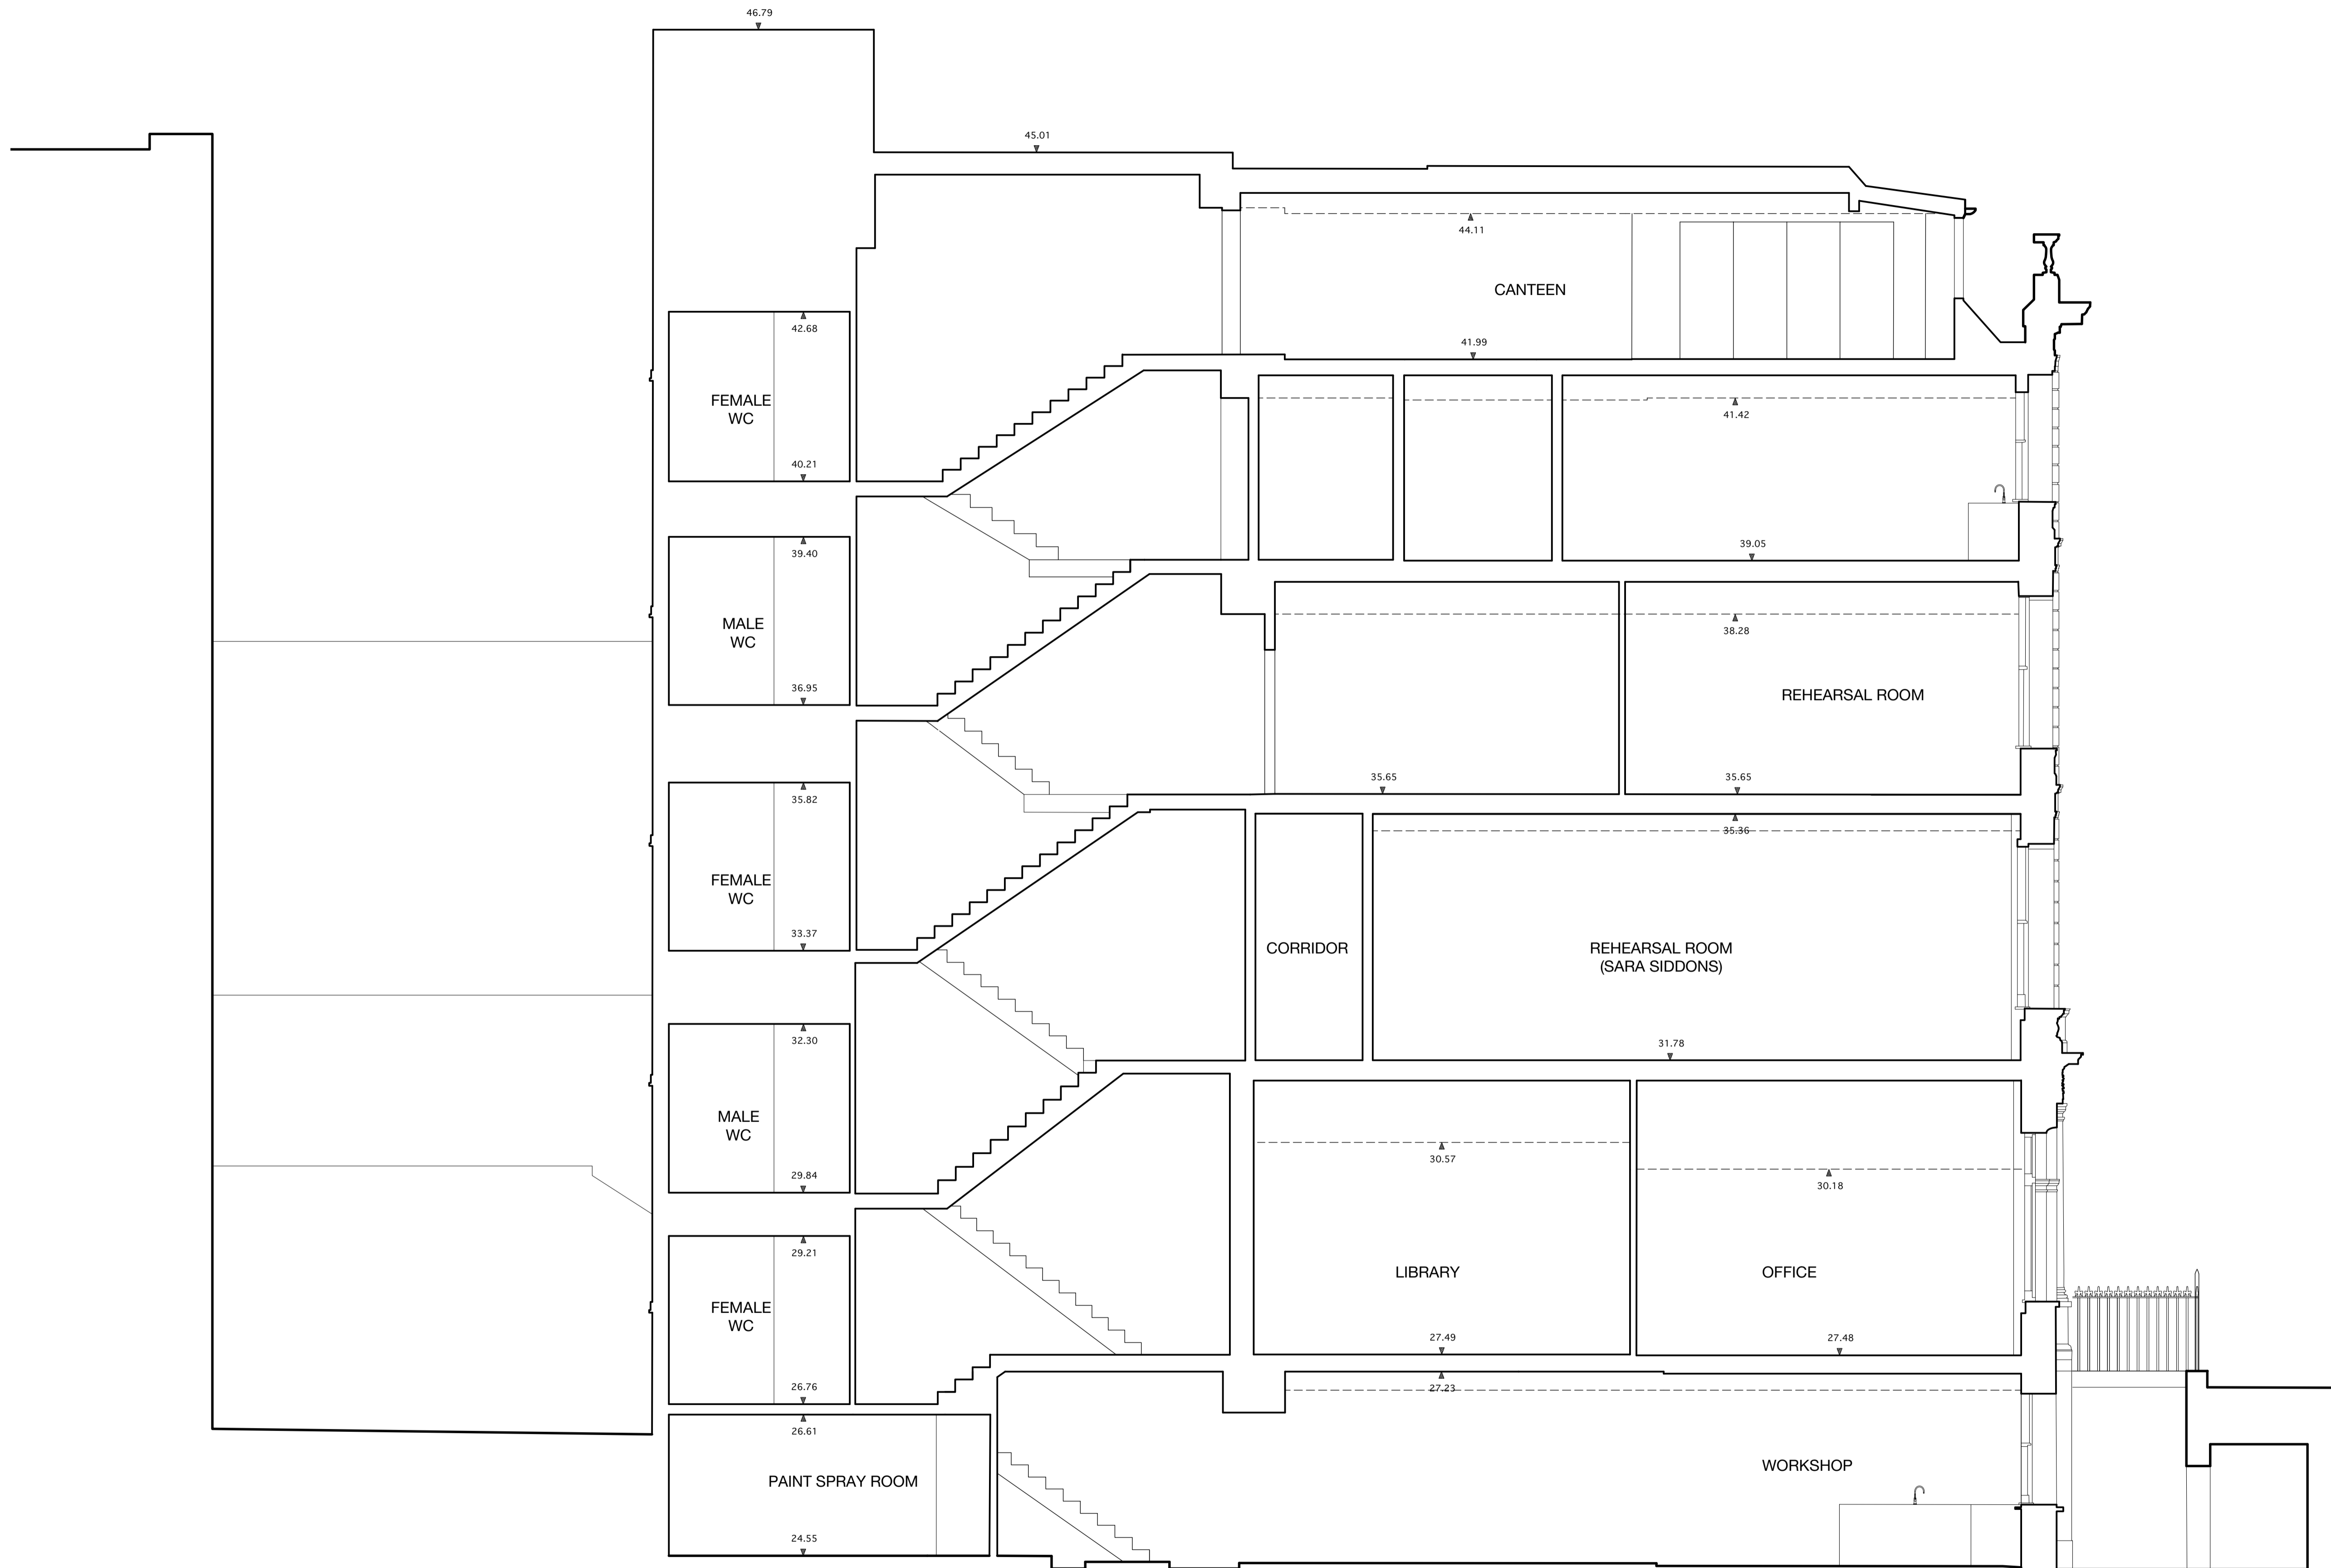 46.79
45.01
44.11
CANTEEN
41.99
42.68
FEMALE
WC
40.21
41.42
39.05
39.40
MALE
WC
36.95
38.28
REHEARSAL ROOM
35.65
35.65
35.82
FEMALE
WC
33.37
35.36
CORRIDOR
REHEARSAL ROOM
(SARA SIDDONS)
31.78
32.30
MALE
WC
29.84
30.57
30.18
LIBRARY
OFFICE
27.49
27.48
29.21
FEMALE
WC
26.76
27.23
26.61
WORKSHOP
PAINT SPRAY ROOM
24.55